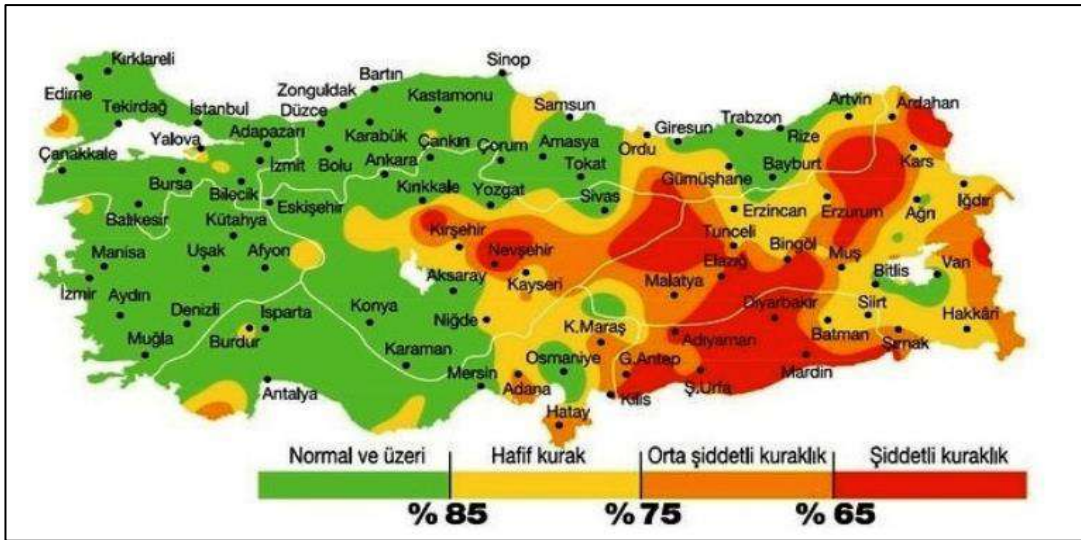 Kırklareli
Sinop
Bartın
Edirne
Zonguldak
Kastamonu
Samsun
Artvin
Ardahan
Tekirdağ
İstanbul
Düzce
Trabzon
Giresun
Rize
Yalova
Adapazarı
Karabük
Çankırı
Çorum
Amasya
Ordu
Kars
Çanakkale
İzmit
Bolu
Ankara
Tokat
Bayburt
Bursa
Bilecik
Kırıkkale
Yozgat
Sivas
Gümüşhane
Erzincan
Erzurum
Ağrı
Iğdır
Balıkesir
Kütahya
Eskişehir
Kırşehir
Tunceli
Bingöl
Manisa
Uşak
Afyon
Nevşehir
Elazığ
Muş
Bitlis
Van
İzmir
Aydın
Aksaray
Kayseri
Malatya
Diyarbakır
Siirt
Denizli
Isparta
Konya
Niğde
K.Maraş
Adıyaman
Batman
Hakkâri
Muğla
Burdur
Karaman
Osmaniye
G.Antep
Şırnak
Mersin
Adana
Ş.Urfa
Mardin
Antalya
Hatay
Kilis
Normal ve üzeri
Hafif kurak
Orta şiddetli kuraklık
Şiddetli kuraklık
% 85
% 75
% 65